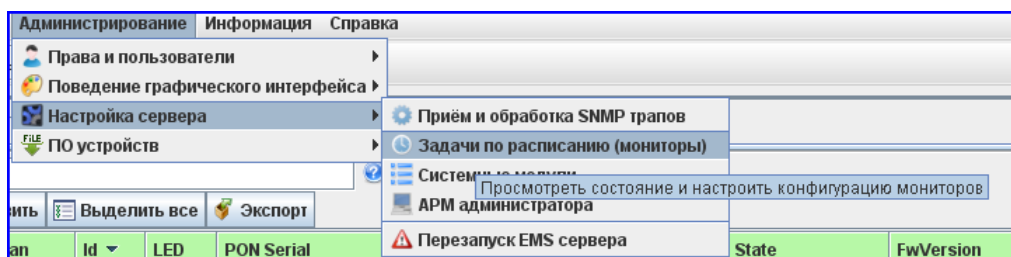 Администрирование Информация Справка
Права и пользователи
Поведение графического интерфейса
Настройка сервера
Приём и обработка SNMP трапов
FILE ПО устройств
Задачи по расписанию (мониторы)
Просмотреть состояние и настроить конфигурацию мониторов
АРМ администратора
Выделить все Экспорт
Перезапуск EMS сервера
Id LED PON Serial State FwVersion